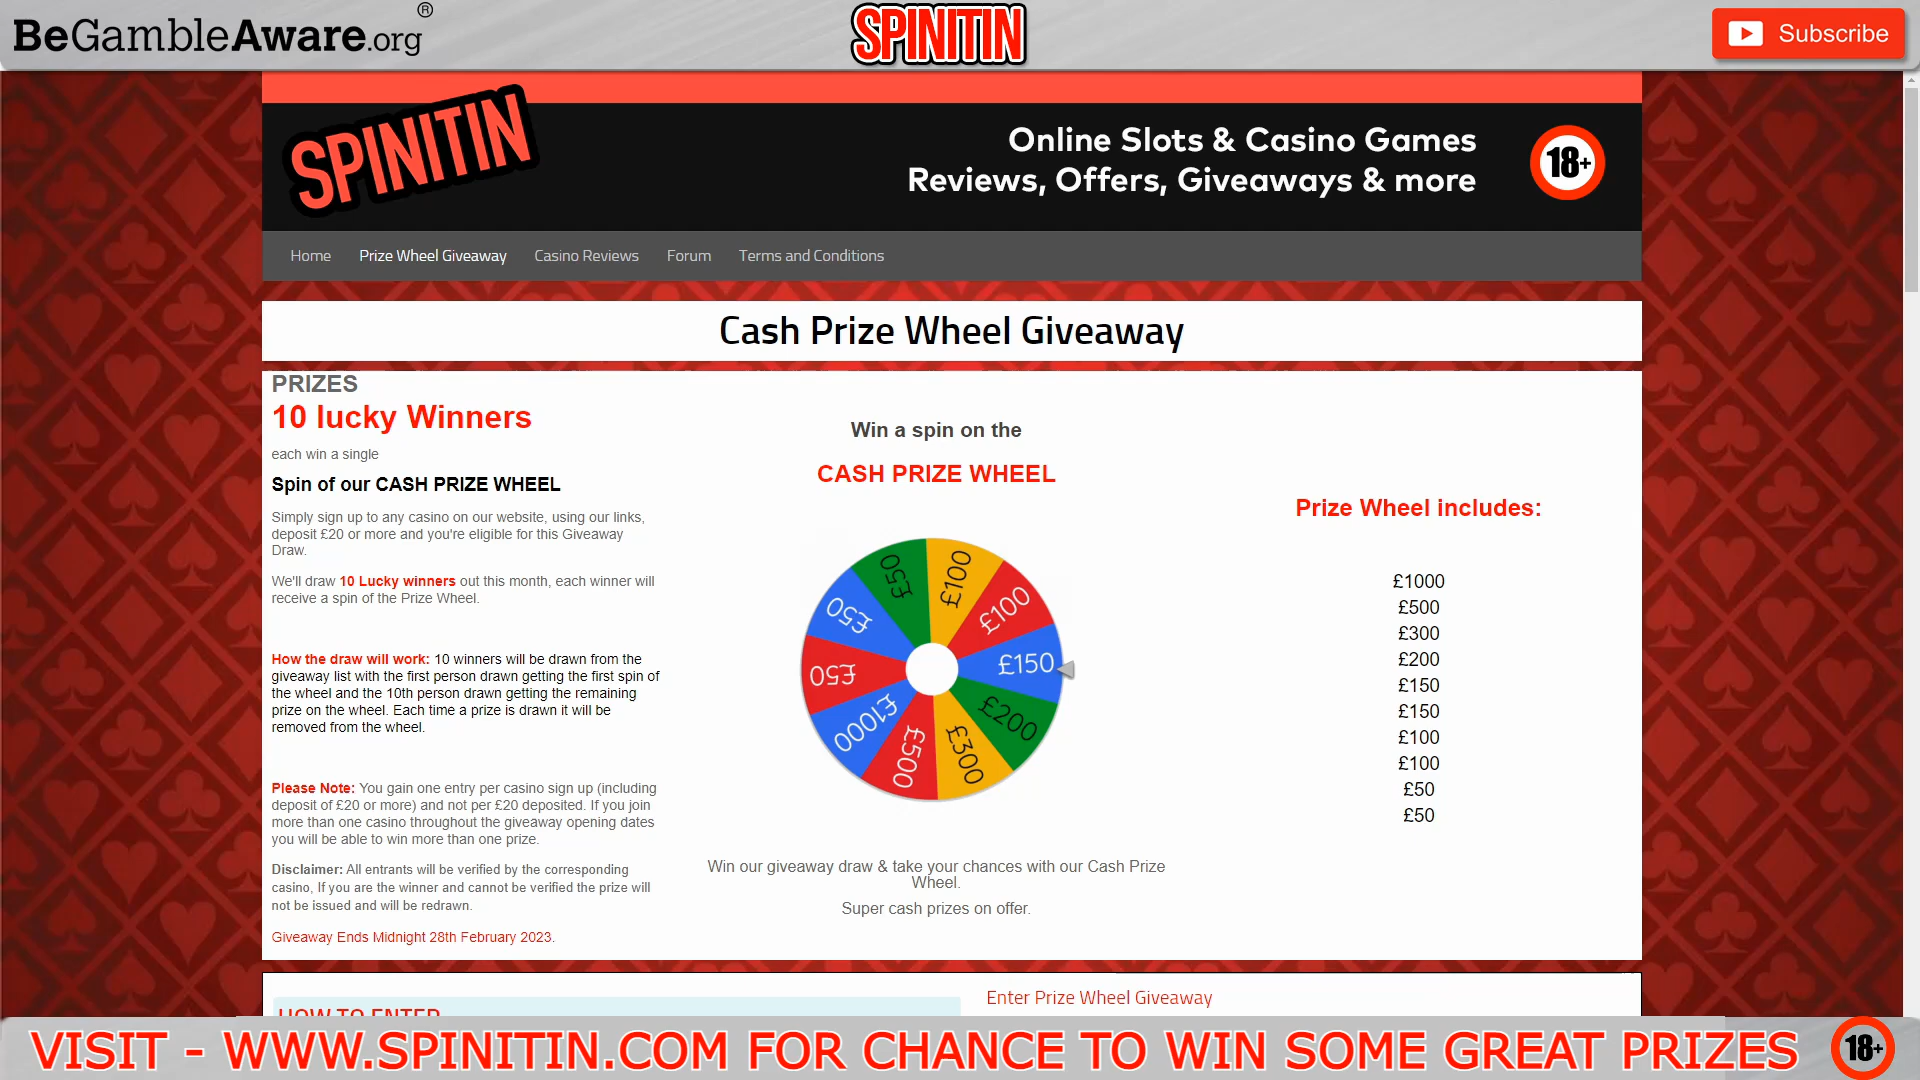 BeGambleAware.org®
SPINITIN
Subscribe
SPINITIN
Online Slots & Casino Games
Reviews, Offers, Giveaways & more
18+
Home
Prize Wheel Giveaway
Casino Reviews
Forum
Terms and Conditions
Cash Prize Wheel Giveaway
PRIZES
10 lucky Winners
each win a single
Spin of our CASH PRIZE WHEEL
Simply sign up to any casino on our website, using our links,
deposit £20 or more and you're eligible for this Giveaway
Draw.
We'll draw 10 Lucky winners out this month, each winner will
receive a spin of the Prize Wheel.
How the draw will work: 10 winners will be drawn from the
giveaway list with the first person drawn getting the first spin of
the wheel and the 10th person drawn getting the remaining
prize on the wheel. Each time a prize is drawn it will be
removed from the wheel.
Please Note: You gain one entry per casino sign up (including
deposit of £20 or more) and not per £20 deposited. If you join
more than one casino throughout the giveaway opening dates
you will be able to win more than one prize.
Disclaimer: All entrants will be verified by the corresponding
casino, If you are the winner and cannot be verified the prize will
not be issued and will be redrawn.
Giveaway Ends Midnight 28th February 2023.
Win a spin on the
CASH PRIZE WHEEL
£100
£100
£150
£200
£300
£500
£1000
£50
£50
£50
Win our giveaway draw & take your chances with our Cash Prize
Wheel.
Super cash prizes on offer.
Prize Wheel includes:
£1000
£500
£300
£200
£150
£150
£100
£100
£50
£50
HOW TO ENTER
Enter Prize Wheel Giveaway
VISIT - WWW.SPINITIN.COM FOR CHANCE TO WIN SOME GREAT PRIZES
18+